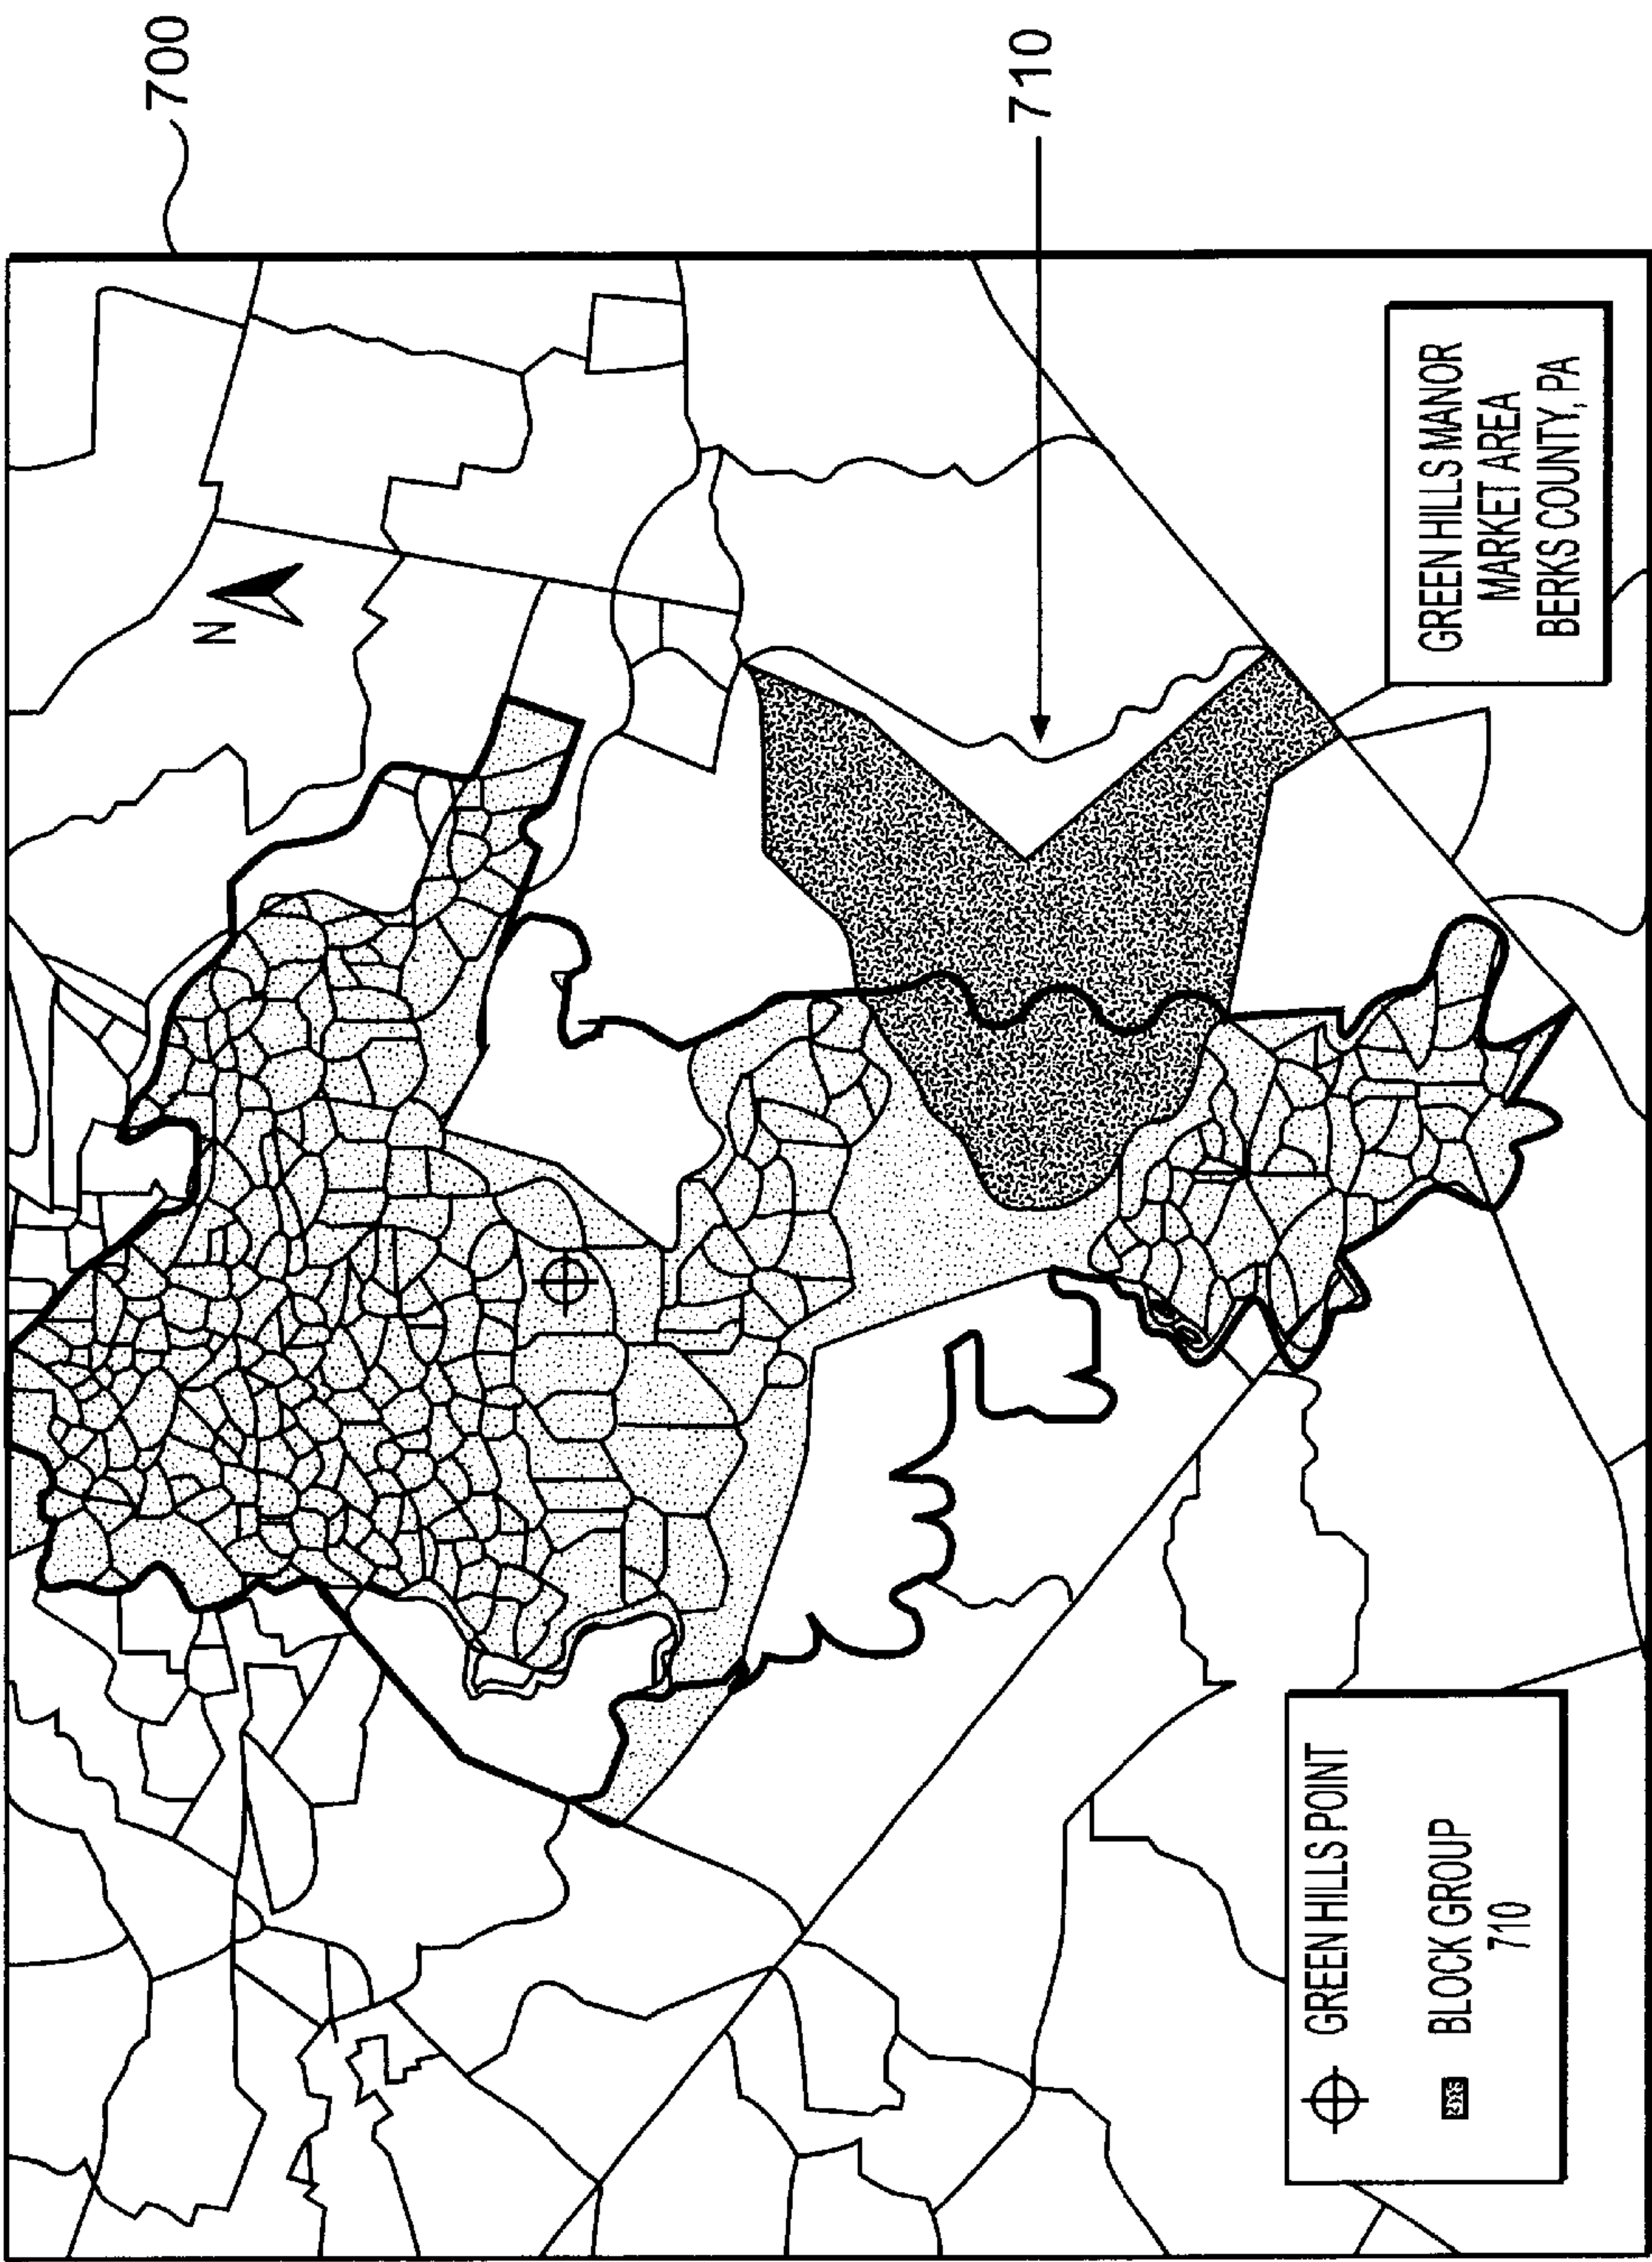 700
710
N
GREEN HILLS MANOR
MARKET AREA
BERKS COUNTY, PA
GREEN HILLS POINT
BLOCK GROUP
710